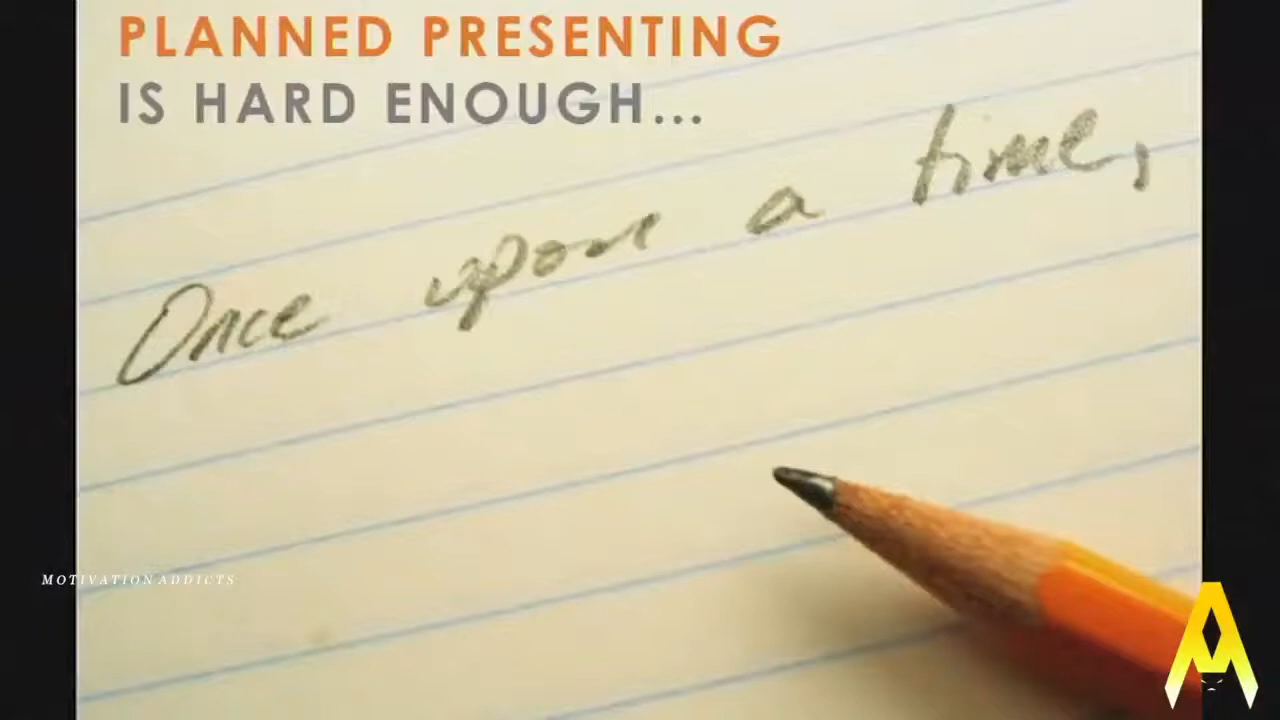 PLANNED PRESENTING
IS HARD ENOUGH...
Once upon a time,
MOTIVATION ADDICTS